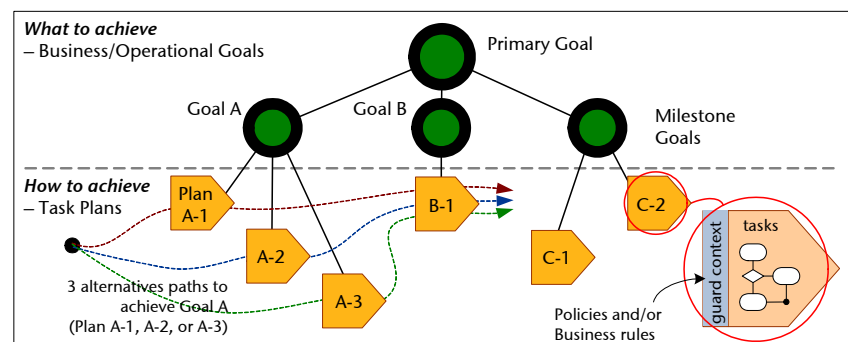 What to achieve
– Business/Operational Goals
Primary Goal
Goal A
Goal B
Milestone
Goals
How to achieve
– Task Plans
Plan
A-1
B-1
C-2
A-2
C-1
A-3
3 alternatives paths to
achieve Goal A
(Plan A-1, A-2, or A-3)
Policies and/or
Business rules
guard context
tasks